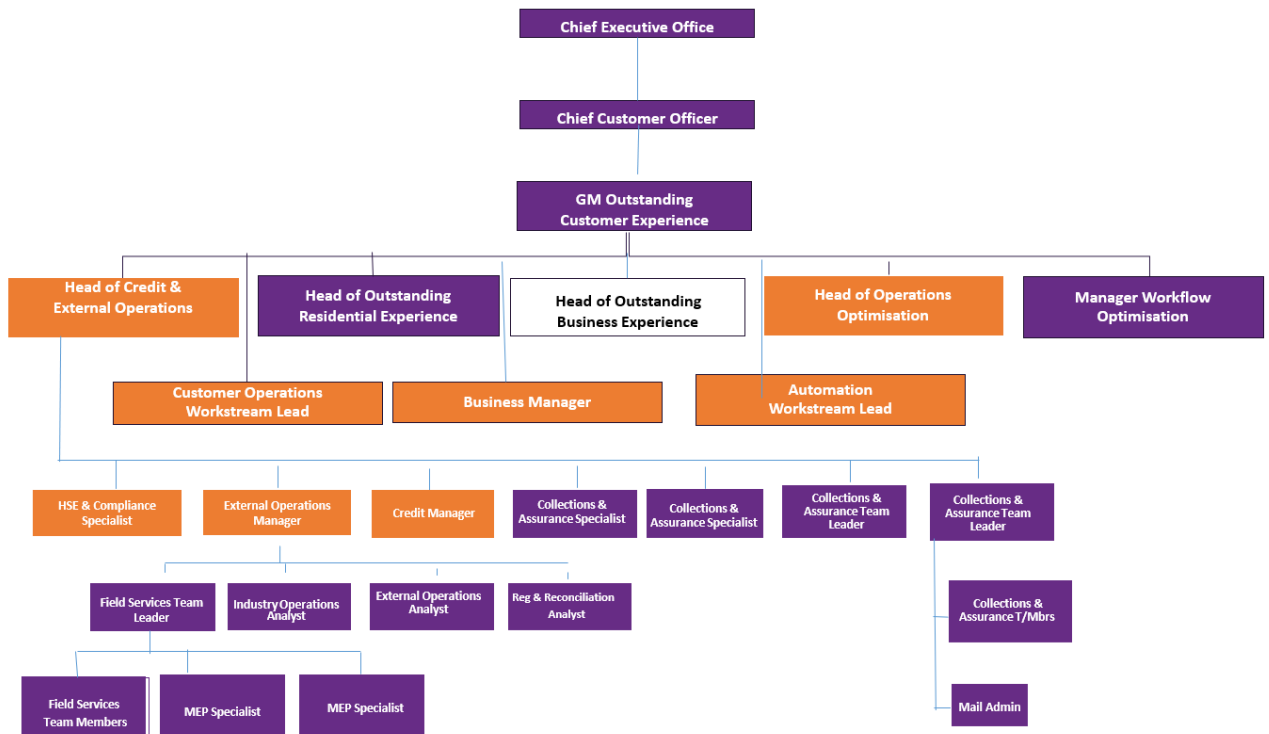 Chief Executive Office
Chief Customer Officer
GM Outstanding
Customer Experience
Head of Credit &
External Operations
Head of Outstanding
Residential Experience
Head of Outstanding
Business Experience
Head of Operations
Optimisation
Manager Workflow
Optimisation
Customer Operations
Workstream Lead
Business Manager
Automation
Workstream Lead
HSE & Compliance
Specialist
External Operations
Manager
Credit Manager
Collections &
Assurance Specialist
Collections &
Assurance Specialist
Collections &
Assurance Team
Leader
Collections &
Assurance Team
Leader
Field Services Team
Leader
Industry Operations
Analyst
External Operations
Analyst
Reg & Reconciliation
Analyst
Collections &
Assurance T/Mbrs
Field Services
Team Members
MEP Specialist
MEP Specialist
Mail Admin